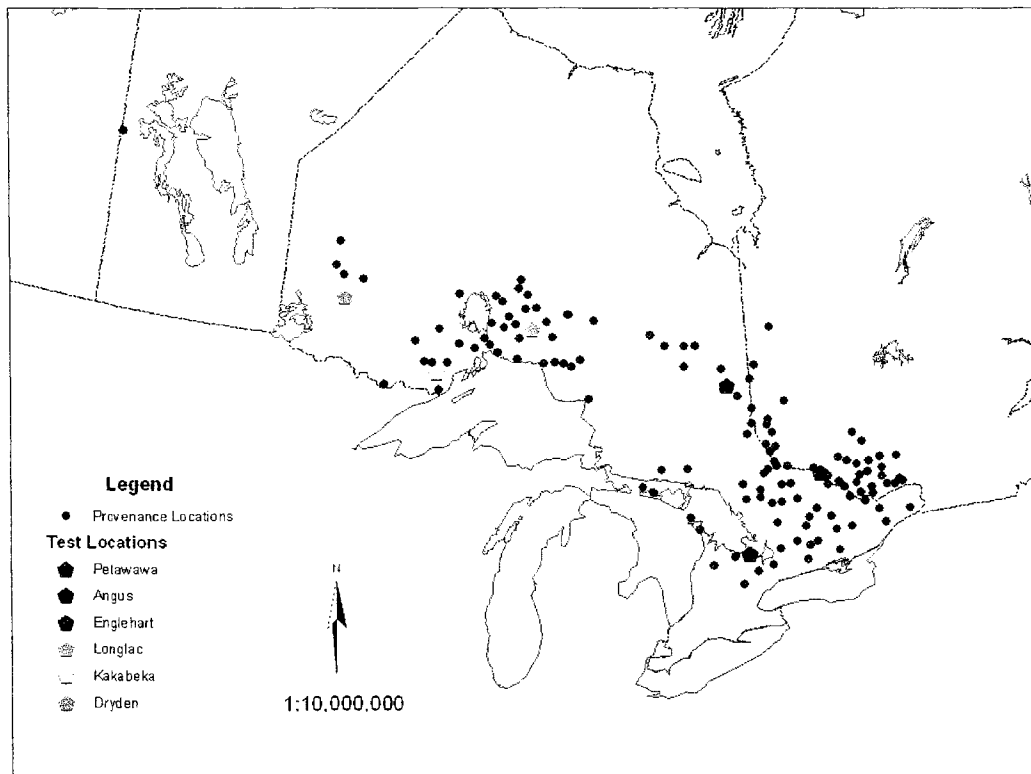 Legend
Provenance Locations
Test Locations
Petawawa
Angus
Englehart
Longlac
Kakabeka
Dryden
N
1:10,000,000